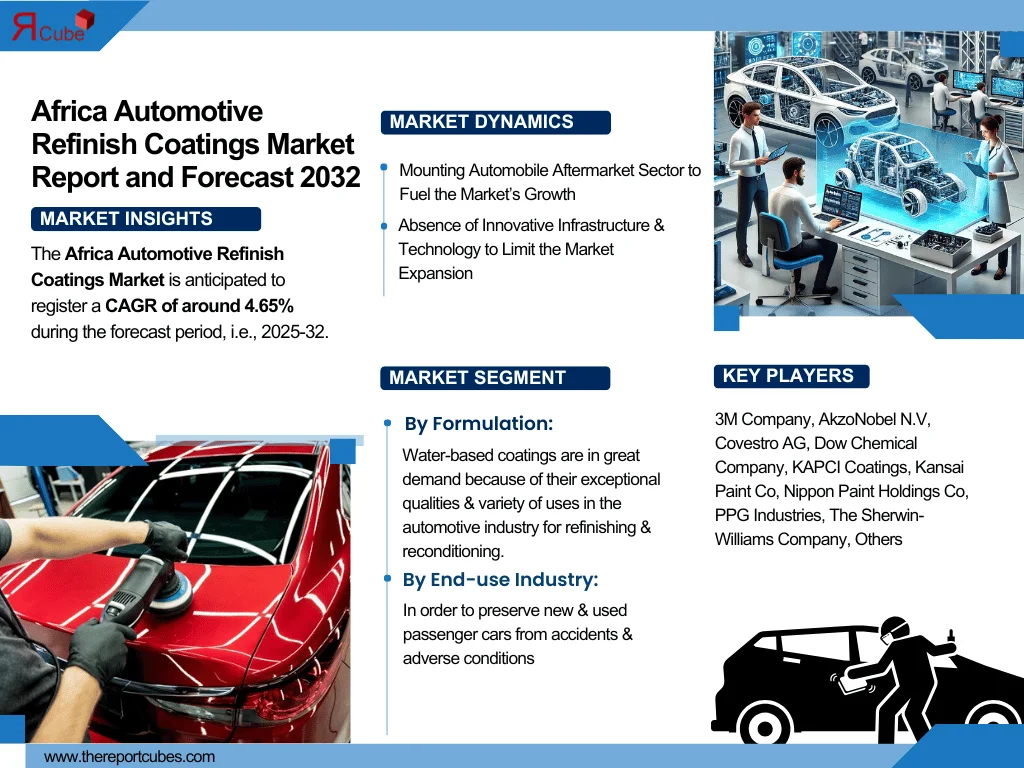 ЯCube
Africa Automotive
Refinish Coatings Market
Report and Forecast 2032
MARKET INSIGHTS
The Africa Automotive Refinish
Coatings Market is anticipated to
register a CAGR of around 4.65%
during the forecast period, i.e., 2025-32.
MARKET DYNAMICS
Mounting Automobile Aftermarket Sector to
Fuel the Market’s Growth
Absence of Innovative Infrastructure &
Technology to Limit the Market
Expansion
MARKET SEGMENT
By Formulation:
Water-based coatings are in great
demand because of their exceptional
qualities & variety of uses in the
automotive industry for refinishing &
reconditioning.
By End-use Industry:
In order to preserve new & used
passenger cars from accidents &
adverse conditions
KEY PLAYERS
3M Company, AkzoNobel N.V,
Covestro AG, Dow Chemical
Company, KAPCI Coatings, Kansai
Paint Co, Nippon Paint Holdings Co,
PPG Industries, The Sherwin-
Williams Company, Others
www.thereportcubes.com